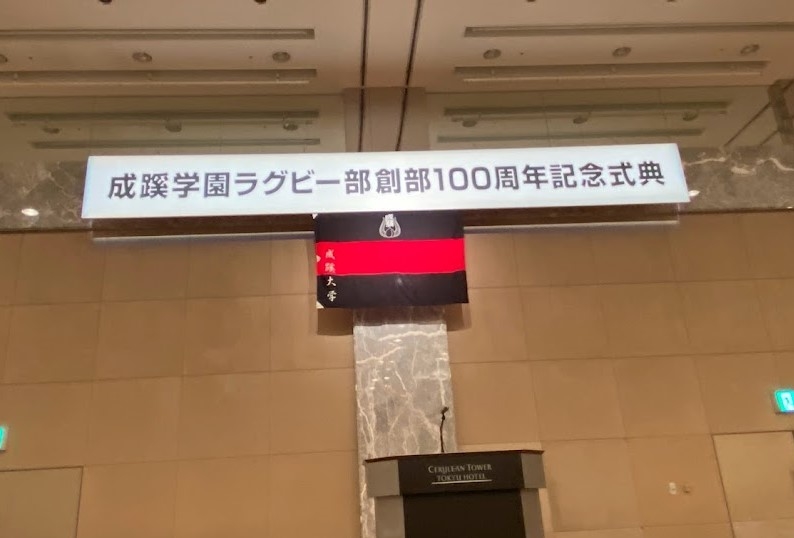 成蹊学園ラグビー部創部100周年記念式典
成蹊大学
CERULEAN TOWER
TOKYU HOTEL